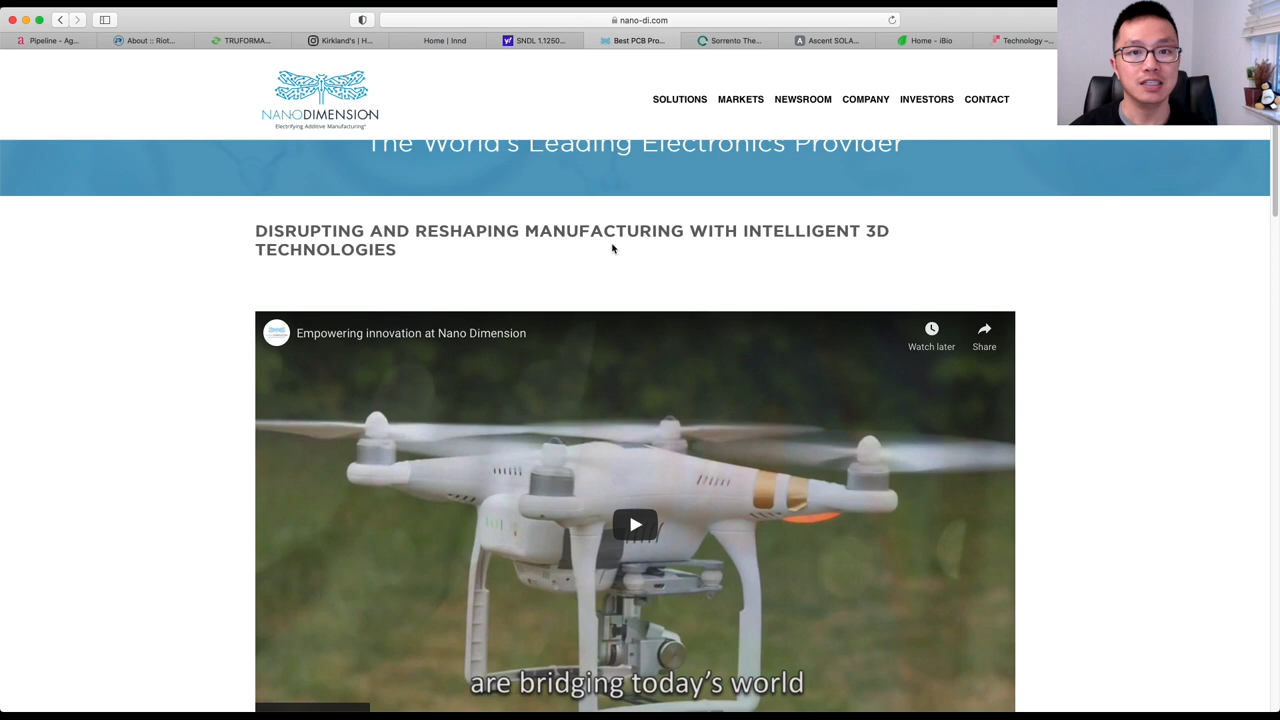 nano-di.com
Pipeline - Ag...
About :: Riot...
TRUFORMA...
Kirkland's | H...
Home | Innd
SNDL 1.1250...
Best PCB Pro...
Sorrento The...
Ascent SOLA...
Home - iBio
Technology –...
NANODIMENSION
Electrifying Additive Manufacturing®
SOLUTIONS
MARKETS
NEWSROOM
COMPANY
INVESTORS
CONTACT
The World's Leading Electronics Provider
DISRUPTING AND RESHAPING MANUFACTURING WITH INTELLIGENT 3D
TECHNOLOGIES
Empowering innovation at Nano Dimension
Watch later
Share
are bridging today's world